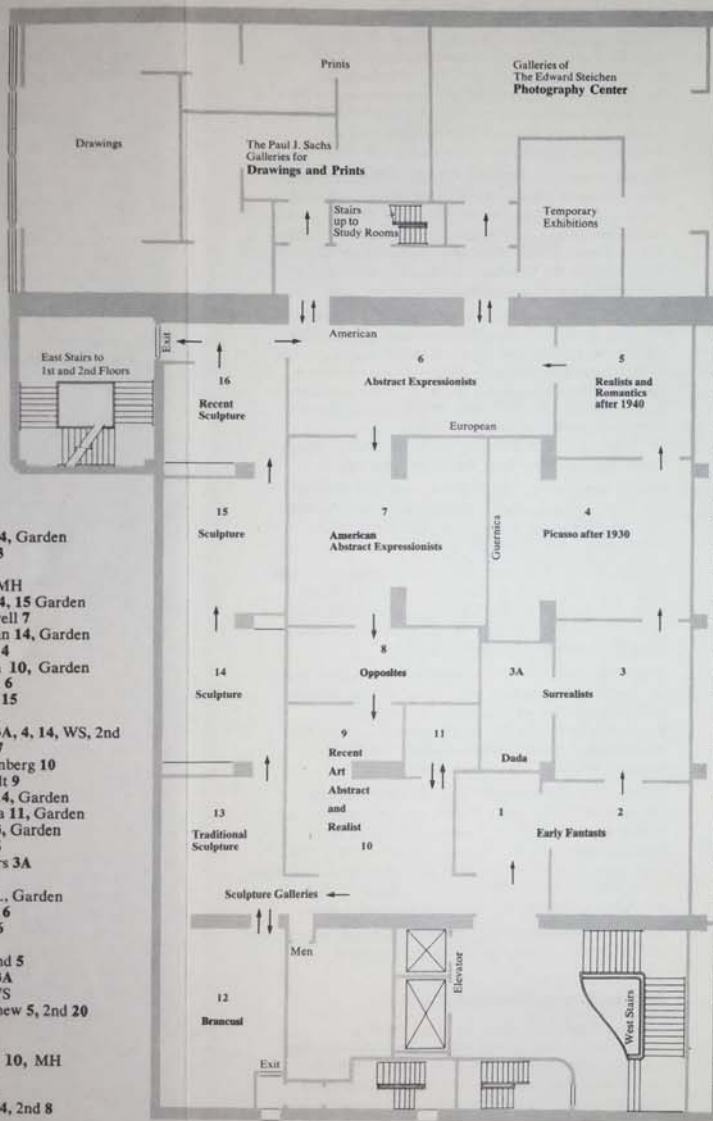 Drawings
Prints
The Paul J. Sachs
Galleries for
Drawings and Prints
Galleries of
The Edward Steichen
Photography Center
Stairs
up to
Study Rooms
Temporary
Exhibitions
East Stairs to
1st and 2nd Floors
Exit
American
16
Recent
Sculpture
6
Abstract Expressionists
5
Realists and
Romantics
after 1940
European
15
Sculpture
7
American
Abstract Expressionists
Guernica
4
Picasso after 1930
14
Sculpture
8
Opposites
3A
3
Surrealists
Dada
9
Recent
Art
Abstract
and
Realist
10
11
13
Traditional
Sculpture
1
2
Early Fantasts
Sculpture Galleries
Men
12
Brancusi
Elevator
West Stairs
Exit
4, Garden
MH
4, 15 Garden
ell 7
n 14, Garden
4
10, Garden
6
15
A, 4, 14, WS, 2nd
7
nberg 10
lt 9
4, Garden
a 11, Garden
, Garden
rs 3A
., Garden
6
nd 5
A
VS
hew 5, 2nd 20
10, MH
4, 2nd 8